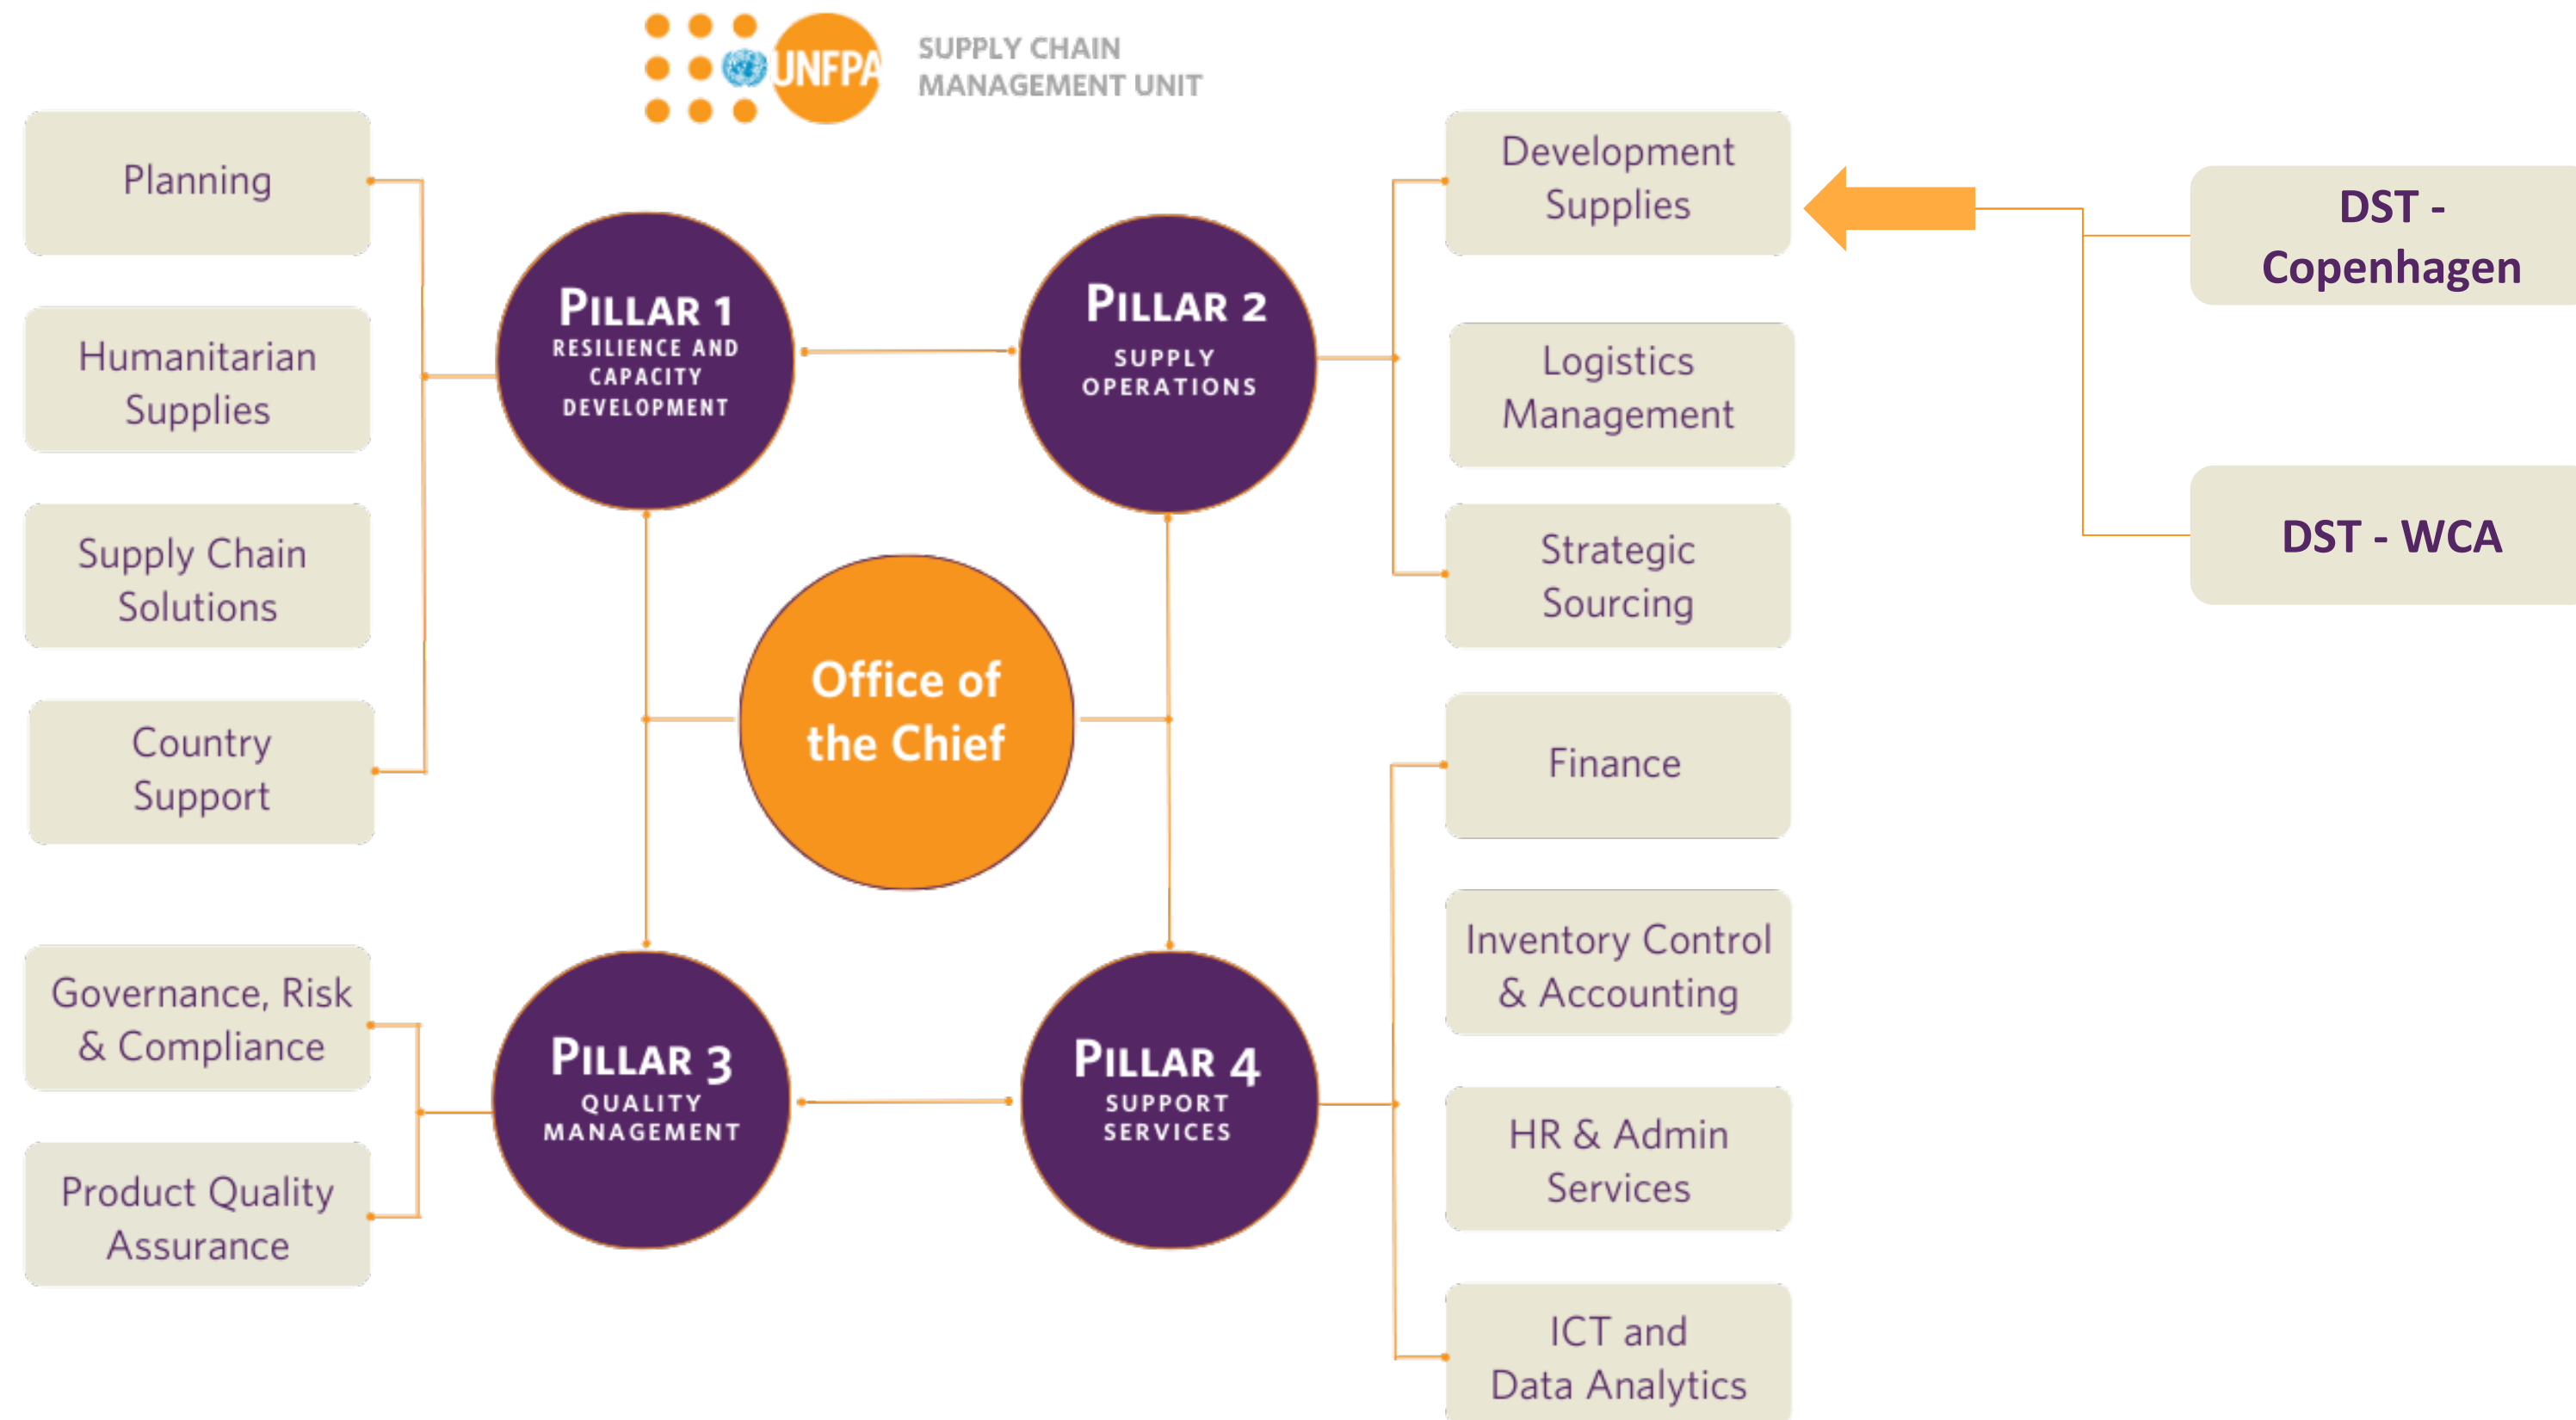 UNFPA
SUPPLY CHAIN
MANAGEMENT UNIT
Planning
Humanitarian
Supplies
Supply Chain
Solutions
Country
Support
PILLAR 1
RESILIENCE AND
CAPACITY
DEVELOPMENT
PILLAR 2
SUPPLY
OPERATIONS
Development
Supplies
Logistics
Management
Strategic
Sourcing
DST -
Copenhagen
DST - WCA
Office of
the Chief
Governance, Risk
& Compliance
Product Quality
Assurance
PILLAR 3
QUALITY
MANAGEMENT
PILLAR 4
SUPPORT
SERVICES
Finance
Inventory Control
& Accounting
HR & Admin
Services
ICT and
Data Analytics